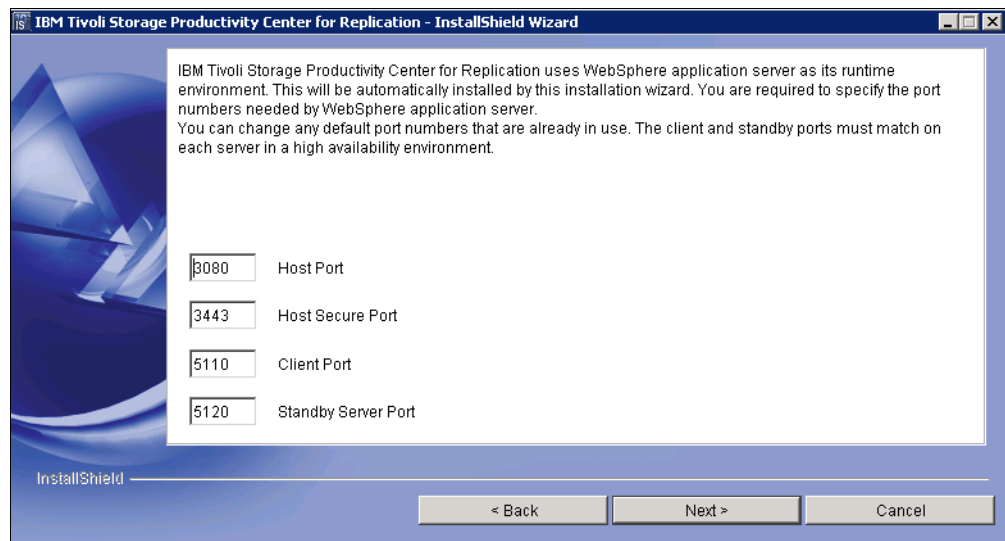 IBM Tivoli Storage Productivity Center for Replication - InstallShield Wizard
IBM Tivoli Storage Productivity Center for Replication uses WebSphere application server as its runtime
environment. This will be automatically installed by this installation wizard. You are required to specify the port
numbers needed by WebSphere application server.
You can change any default port numbers that are already in use. The client and standby ports must match on
each server in a high availability environment.
3080 Host Port
3443 Host Secure Port
5110 Client Port
5120 Standby Server Port
InstallShield
< Back Next > Cancel